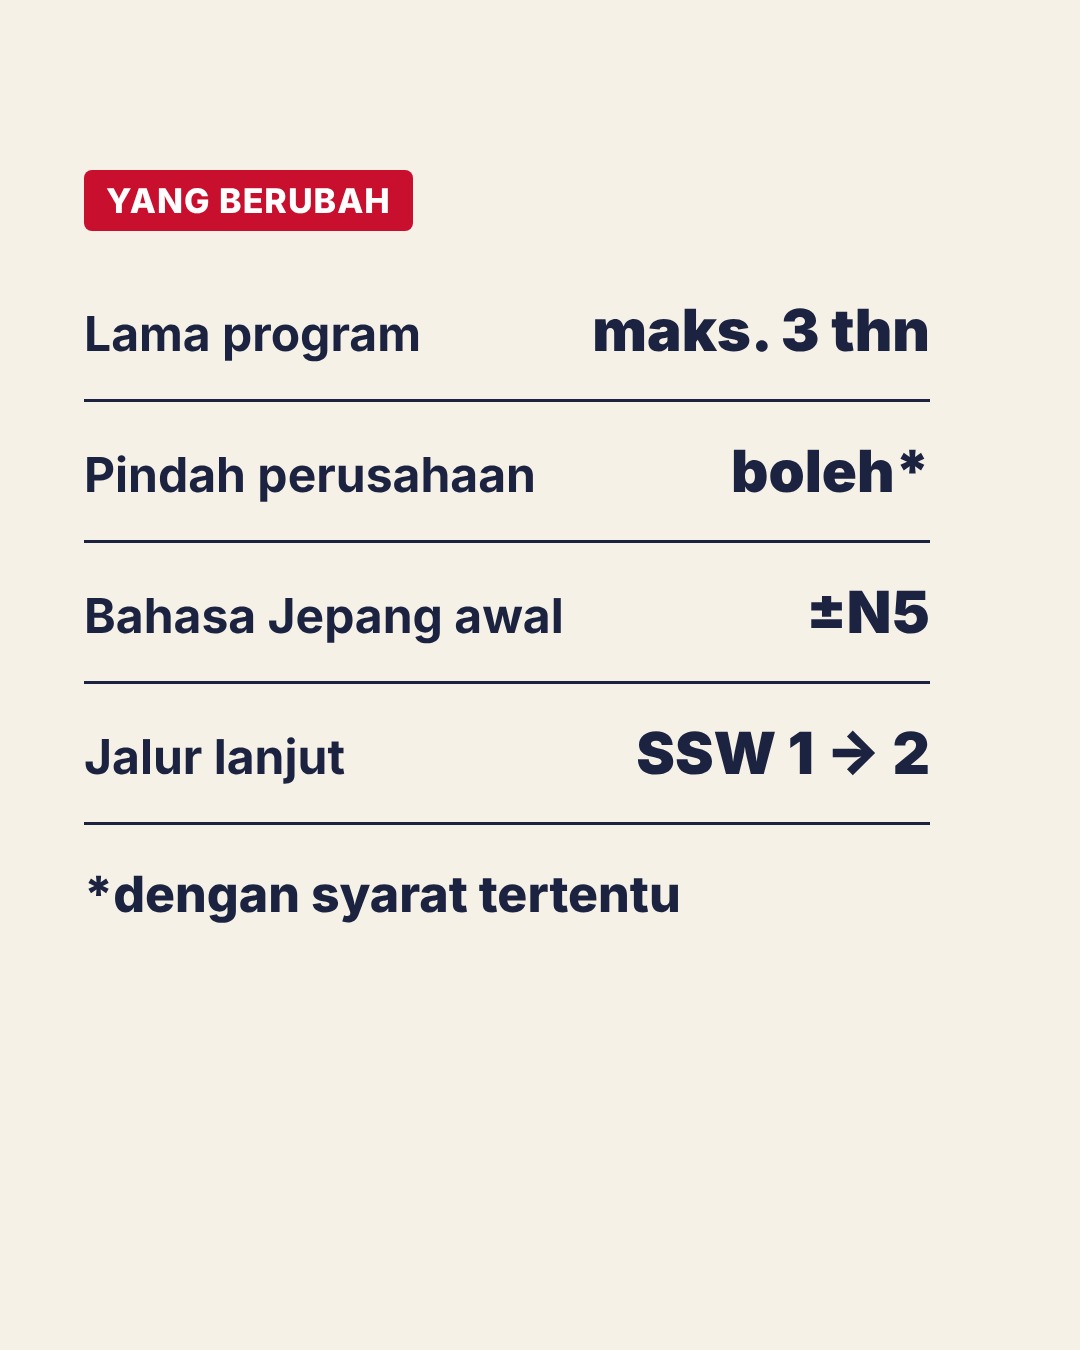 YANG BERUBAH
Lama program maks. 3 thn
Pindah perusahaan boleh*
Bahasa Jepang awal ±N5
Jalur lanjut SSW 1 → 2
*dengan syarat tertentu